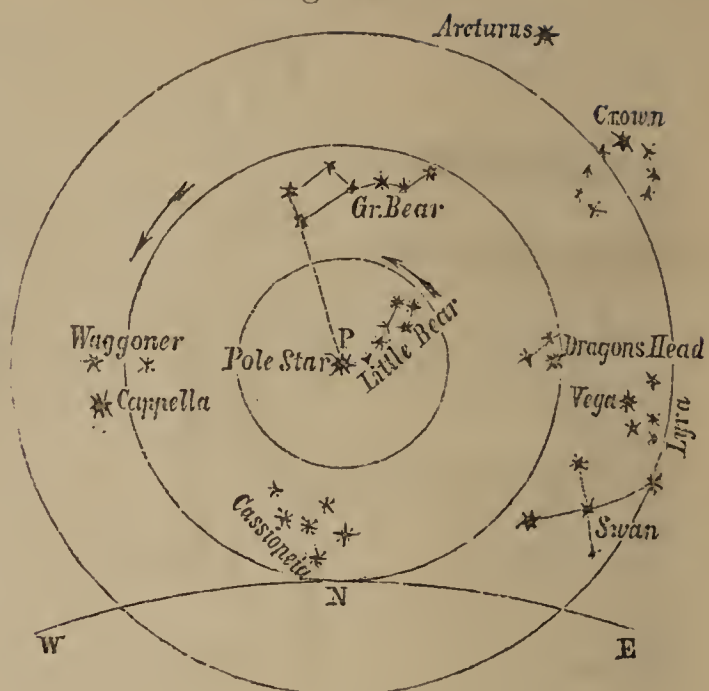 Arcturus
Crown
Gr. Bear
Waggoner
P
Pole Star
Little Bear
Dragons Head
Cappella
Vega
Lyra
Cassiopeia
Swan
N
W
E